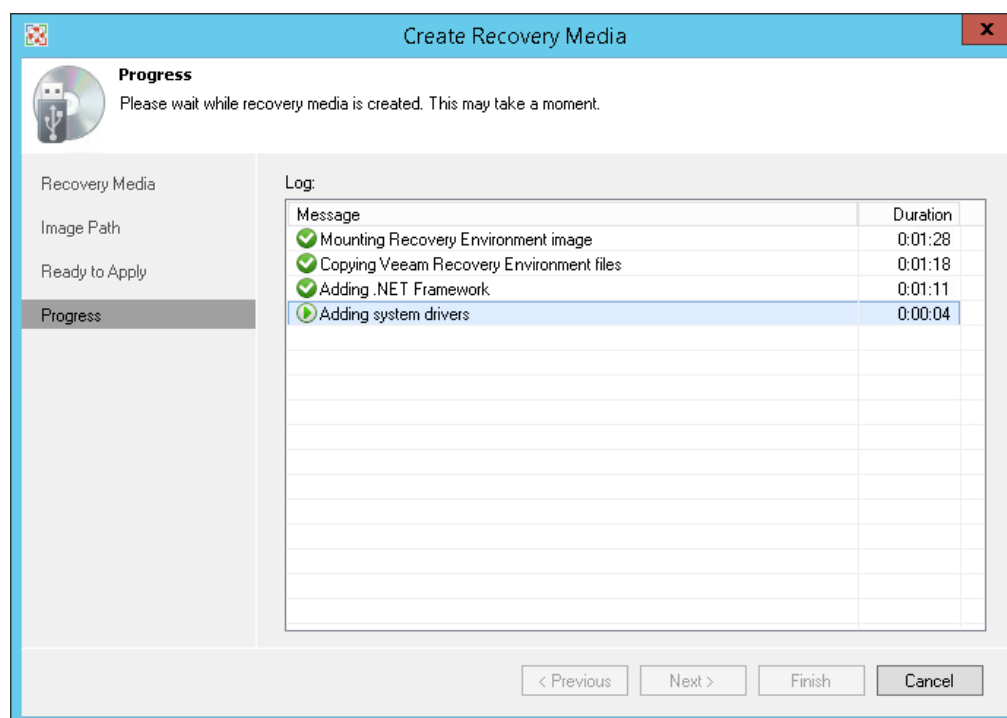 Create Recovery Media
x
Progress
Please wait while recovery media is created. This may take a moment.
Recovery Media
Image Path
Ready to Apply
Progress
Log:
Message Duration
Mounting Recovery Environment image 0:01:28
Copying Veeam Recovery Environment files 0:01:18
Adding .NET Framework 0:01:11
Adding system drivers 0:00:04
< Previous Next > Finish Cancel